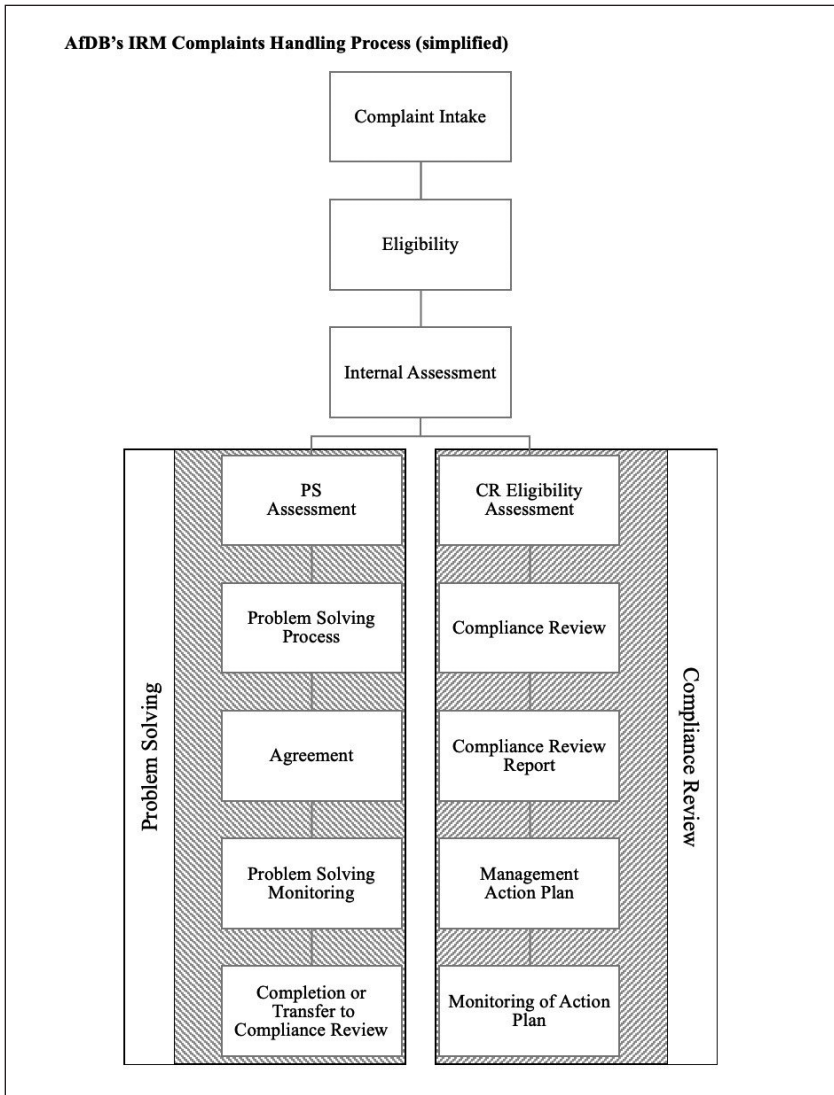 AfDB's IRM Complaints Handling Process (simplified)
Complaint Intake
Eligibility
Internal Assessment
Problem Solving
PS
Assessment
Problem Solving
Process
Agreement
Problem Solving
Monitoring
Completion or
Transfer to
Compliance Review
CR Eligibility
Assessment
Compliance Review
Compliance Review
Report
Management
Action Plan
Monitoring of Action
Plan
Compliance Review